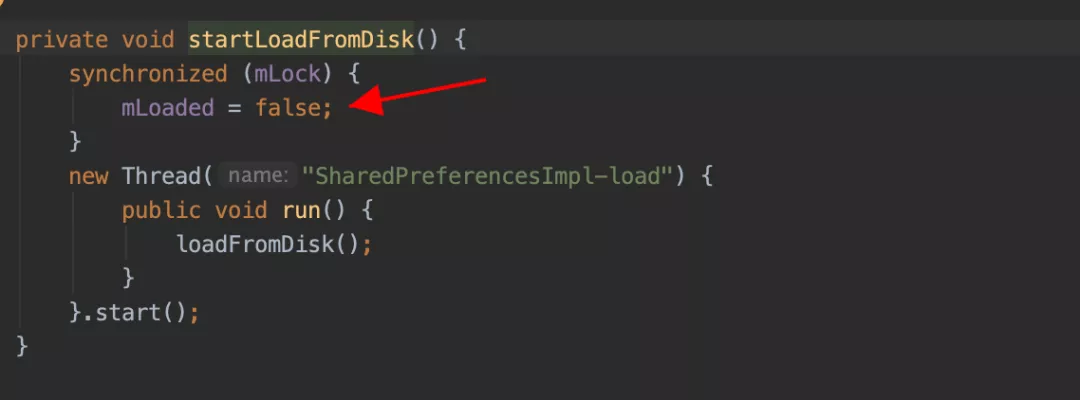 private void startLoadFromDisk() {
    synchronized (mLock) {
        mLoaded = false;
    }
    new Thread( name: "SharedPreferencesImpl-load") {
        public void run() {
            loadFromDisk();
        }
    }.start();
}